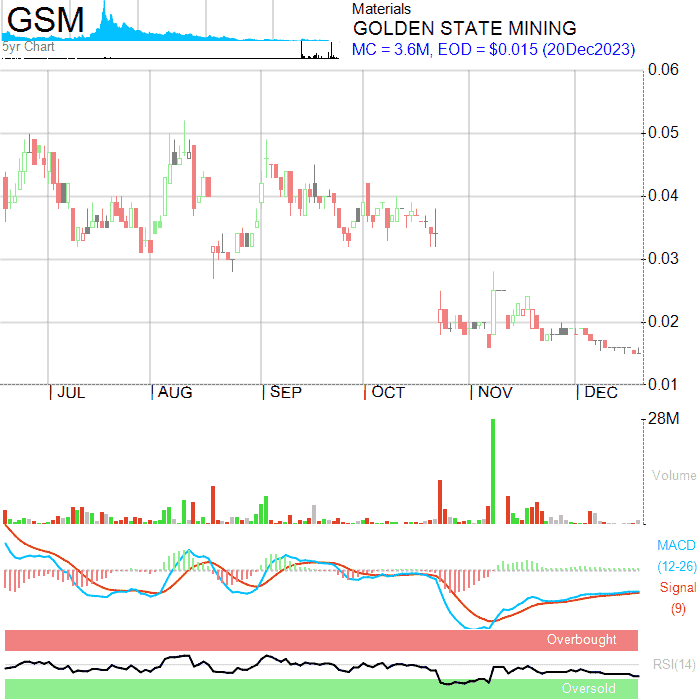 GSM
5yr Chart
Materials
GOLDEN STATE MINING
MC = 3.6M, EOD = $0.015 (20Dec2023)
0.06
0.05
0.04
0.03
0.02
0.01
JUL AUG SEP OCT NOV DEC
28M
Volume
MACD
(12-26)
Signal
(9)
Overbought
RSI(14)
Oversold